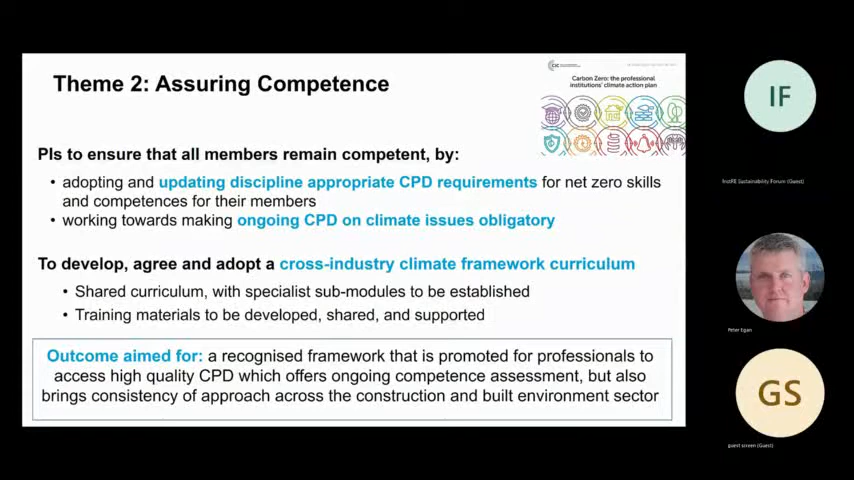 Theme 2: Assuring Competence
CIC
Carbon Zero: the professional
institutions' climate action plan
PIs to ensure that all members remain competent, by:
• adopting and updating discipline appropriate CPD requirements for net zero skills
and competences for their members
• working towards making ongoing CPD on climate issues obligatory
To develop, agree and adopt a cross-industry climate framework curriculum
• Shared curriculum, with specialist sub-modules to be established
• Training materials to be developed, shared, and supported
Outcome aimed for: a recognised framework that is promoted for professionals to
access high quality CPD which offers ongoing competence assessment, but also
brings consistency of approach across the construction and built environment sector
IF
InstRE Sustainability Forum (Guest)
Peter Egan
GS
guest screen (Guest)